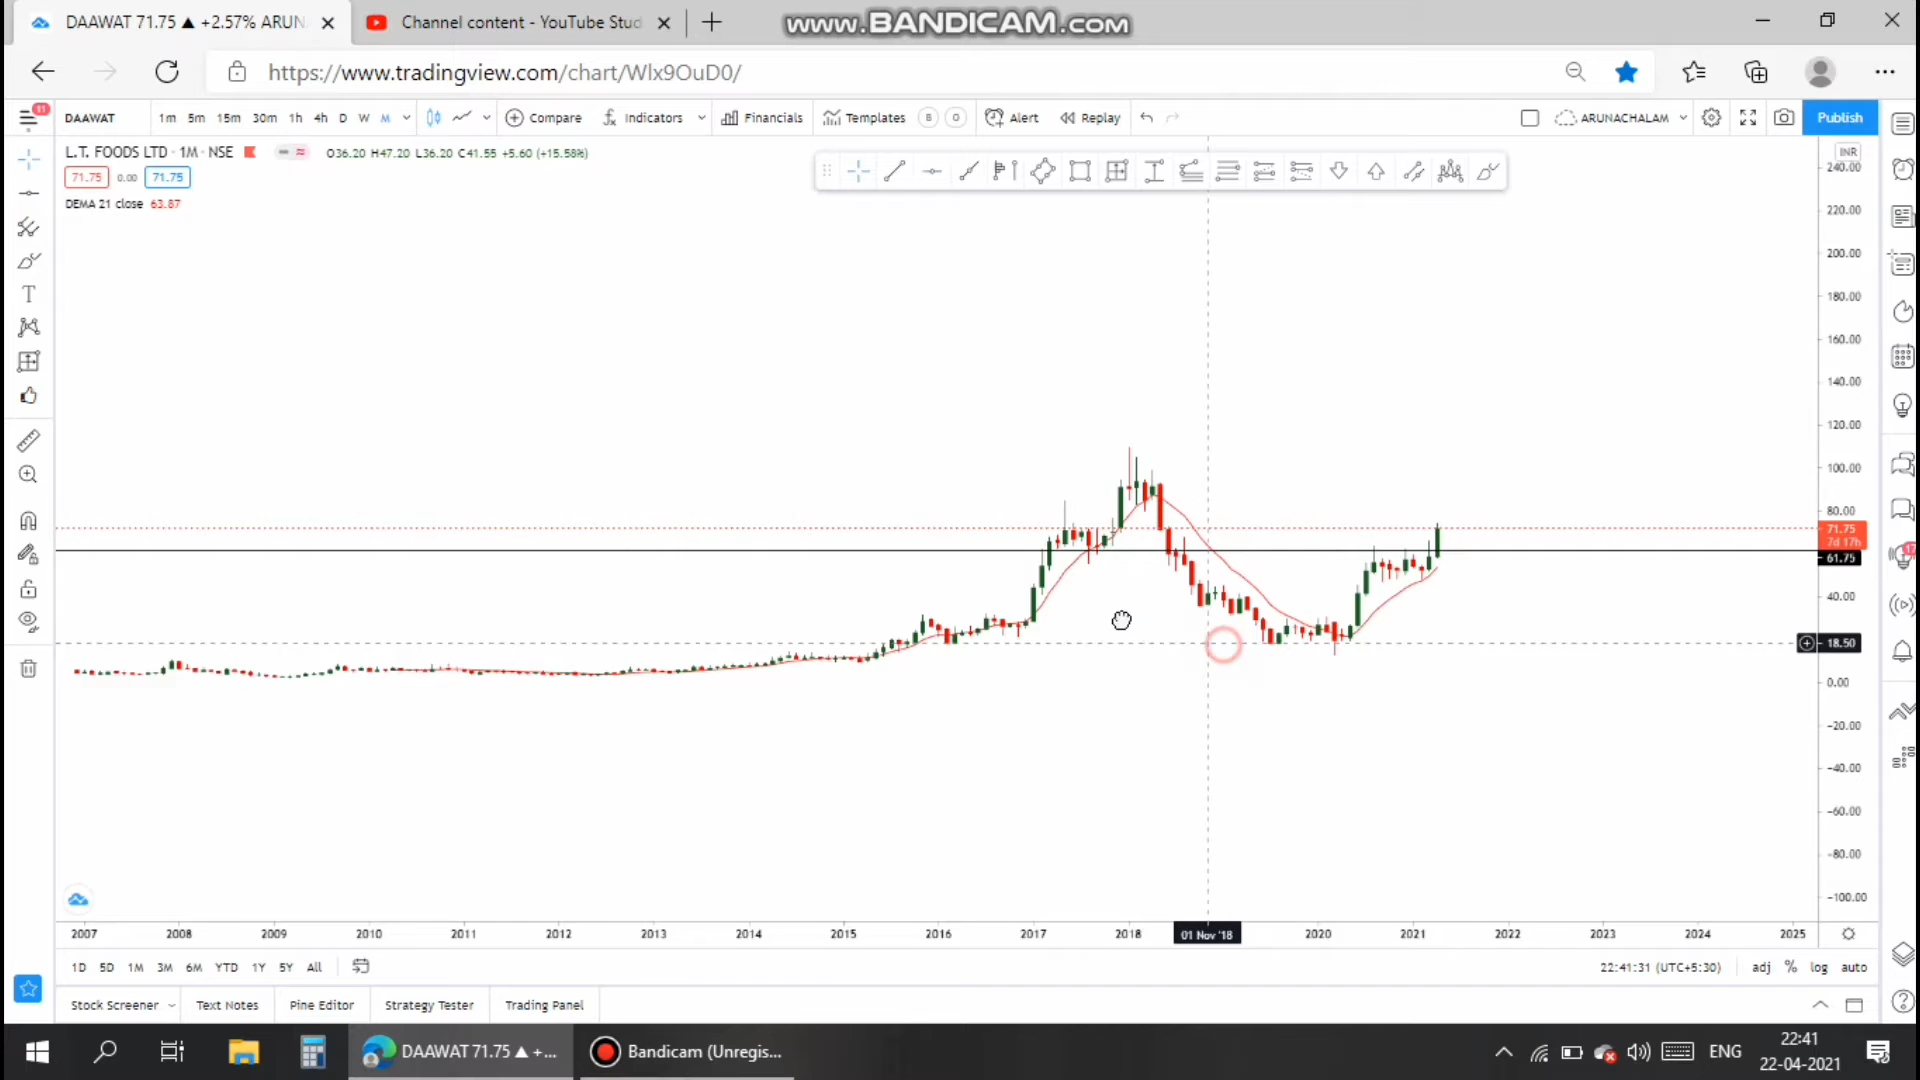 DAAWAT 71.75 ▲ +2.57% ARUN
Channel content - YouTube Stud
www.BANDICAM.com
https://www.tradingview.com/chart/Wlx9OuD0/
11
DAAWAT 1m 5m 15m 30m 1h 4h D W M Compare Indicators Financials Templates B O Alert Replay ARUNACHALAM Publish
L.T. FOODS LTD · 1M · NSE O36.20 H47.20 L36.20 C41.55 +5.60 (+15.58%)
INR
71.75 0.00 71.75
DEMA 21 close 63.87
240.00
220.00
200.00
180.00
160.00
140.00
120.00
100.00
80.00
71.75
7d 17h
61.75
40.00
18.50
0.00
-20.00
-40.00
-60.00
-80.00
-100.00
17
2007 2008 2009 2010 2011 2012 2013 2014 2015 2016 2017 2018 01 Nov '18 2020 2021 2022 2023 2024 2025
1D 5D 1M 3M 6M YTD 1Y 5Y All 22:41:31 (UTC+5:30) adj % log auto
Stock Screener Text Notes Pine Editor Strategy Tester Trading Panel
DAAWAT 71.75 ▲ +...
Bandicam (Unregis...
ENG
22:41
22-04-2021